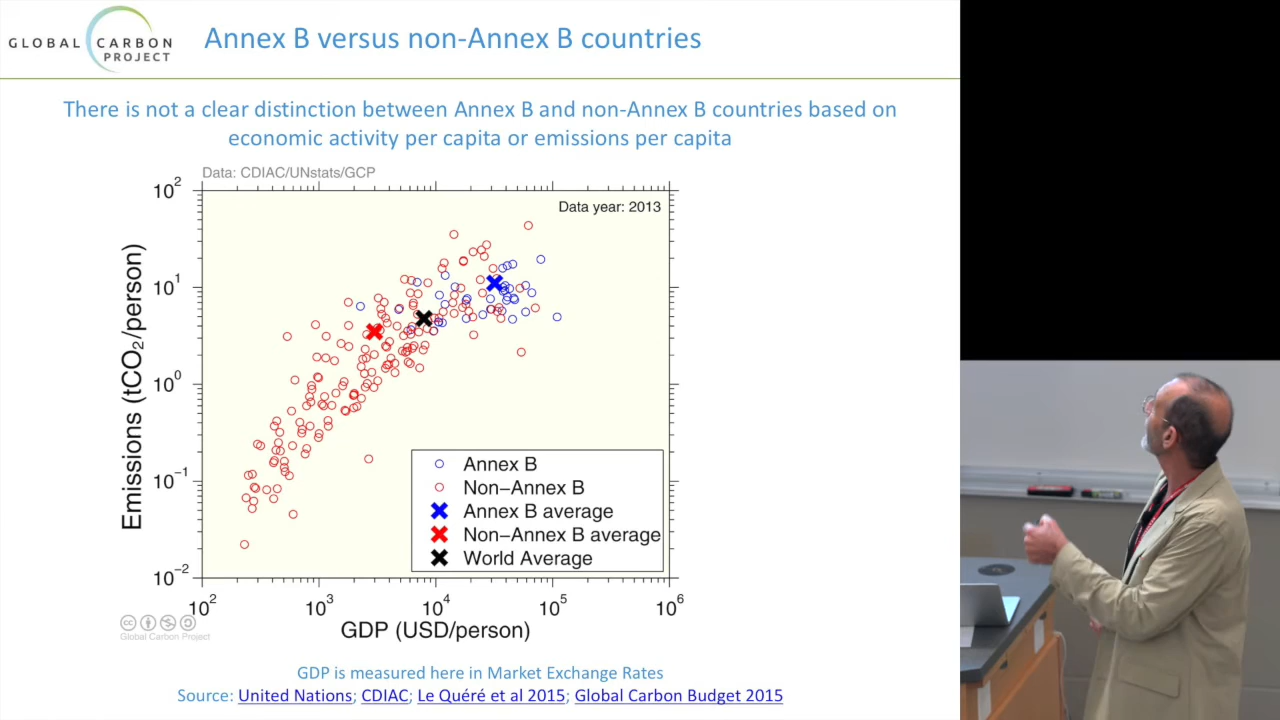 GLOBAL CARBON
PROJECT
Annex B versus non-Annex B countries
There is not a clear distinction between Annex B and non-Annex B countries based on
economic activity per capita or emissions per capita
Data: CDIAC/UNstats/GCP
Data year: 2013
10²
10¹
10⁰
10⁻¹
10⁻²
Emissions (tCO₂/person)
Annex B
Non−Annex B
Annex B average
Non−Annex B average
World Average
10² 10³ 10⁴ 10⁵ 10⁶
GDP (USD/person)
Global Carbon Project
GDP is measured here in Market Exchange Rates
Source: United Nations; CDIAC; Le Quéré et al 2015; Global Carbon Budget 2015